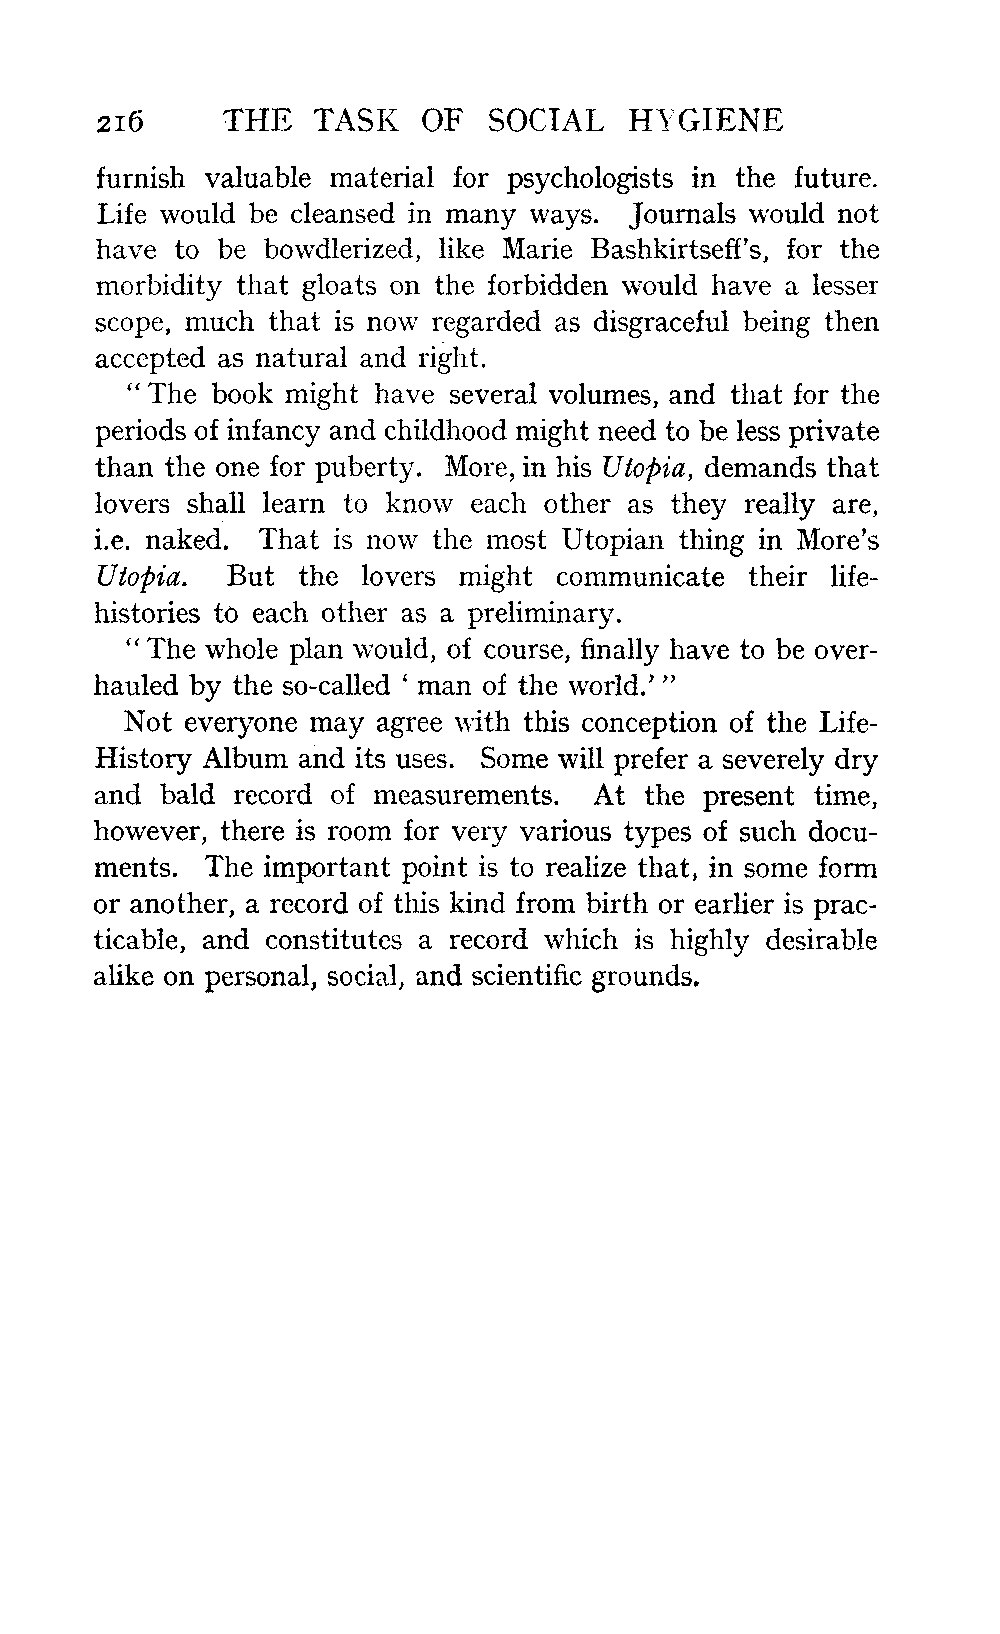 216 THE TASK OF SOCIAL HYGIENE
furnish valuable material for psychologists in the future.
Life would be cleansed in many ways. Journals would not
have to be bowdlerized, like Marie Bashkirtseff's, for the
morbidity that gloats on the forbidden would have a lesser
scope, much that is now regarded as disgraceful being then
accepted as natural and right.
" The book might have several volumes, and that for the
periods of infancy and childhood might need to be less private
than the one for puberty. More, in his Utopia, demands that
lovers shall learn to know each other as they really are,
i.e. naked. That is now the most Utopian thing in More's
Utopia. But the lovers might communicate their life-
histories to each other as a preliminary.
" The whole plan would, of course, finally have to be over-
hauled by the so-called ' man of the world.' "
Not everyone may agree with this conception of the Life-
History Album and its uses. Some will prefer a severely dry
and bald record of measurements. At the present time,
however, there is room for very various types of such docu-
ments. The important point is to realize that, in some form
or another, a record of this kind from birth or earlier is prac-
ticable, and constitutes a record which is highly desirable
alike on personal, social, and scientific grounds.